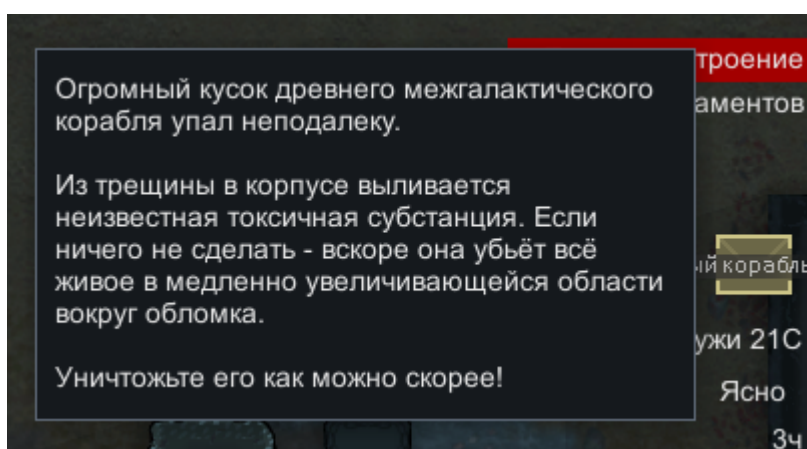 Огромный кусок древнего межгалактического
корабля упал неподалеку.
Из трещины в корпусе выливается
неизвестная токсичная субстанция. Если
ничего не сделать - вскоре она убьёт всё
живое в медленно увеличивающейся области
вокруг обломка.
Уничтожьте его как можно скорее!
троение
аментов
ый корабль
ужи 21C
Ясно
3ч